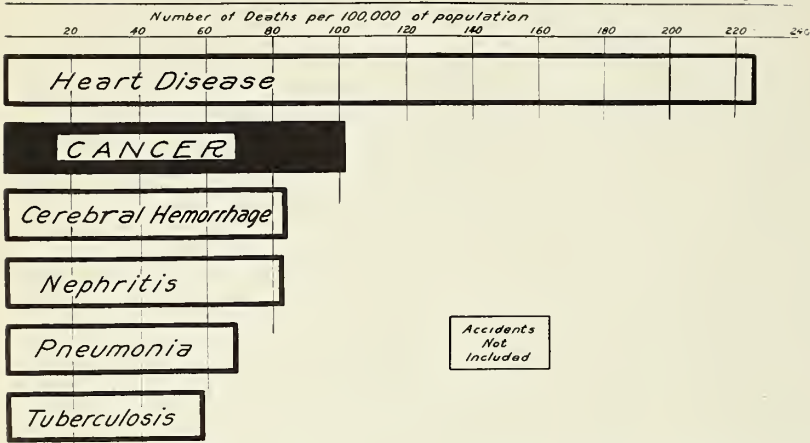 Number of Deaths per 100,000 of population
20 40 60 80 100 120 140 160 180 200 220 240
Heart Disease
CANCER
Cerebral Hemorrhage
Nephritis
Pneumonia
Accidents
Not
Included
Tuberculosis